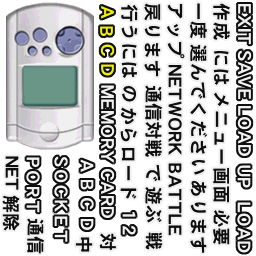 EXIT SAVE LOAD UP LOAD
作成 には メニュー画面 必要
一度 選んでください あります
アップ NETWORK BATTLE
戻ります 通信対戦 で遊ぶ 戦
行うには のからロード 1 2
A B C D MEMORY CARD 対
A B C D 中
SOCKET
PORT 通信
NET 解除